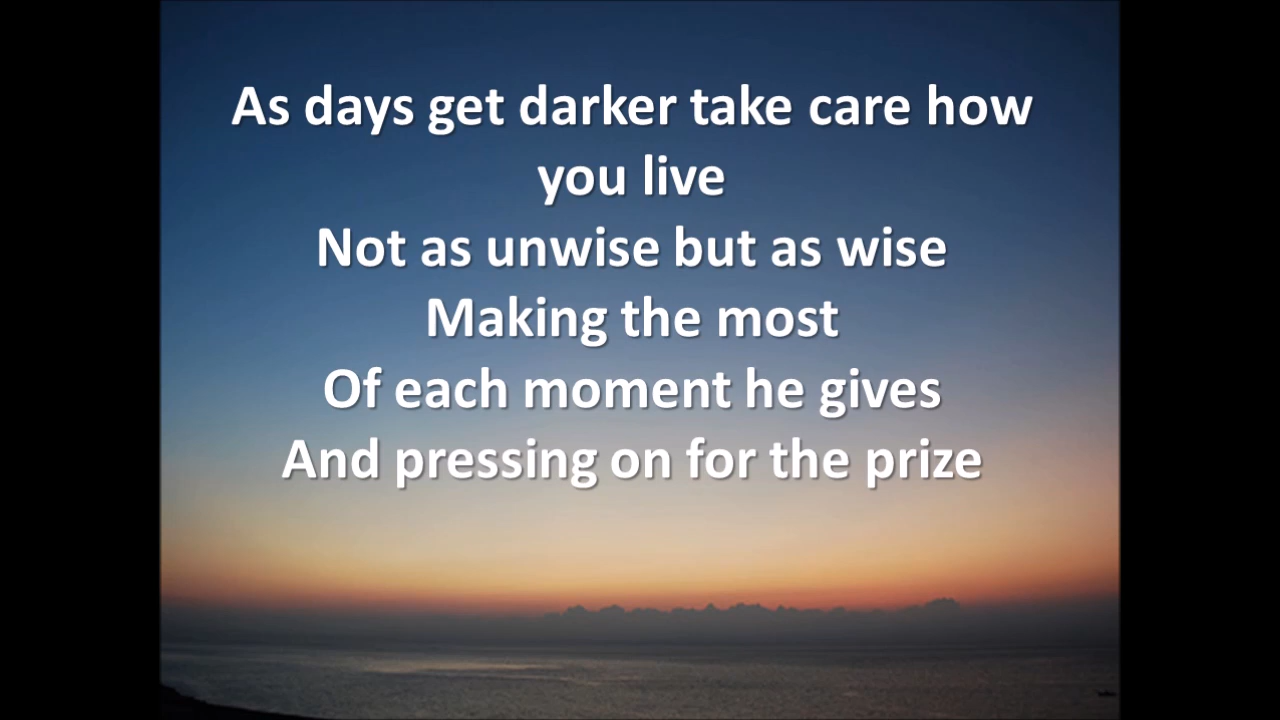 As days get darker take care how
you live
Not as unwise but as wise
Making the most
Of each moment he gives
And pressing on for the prize